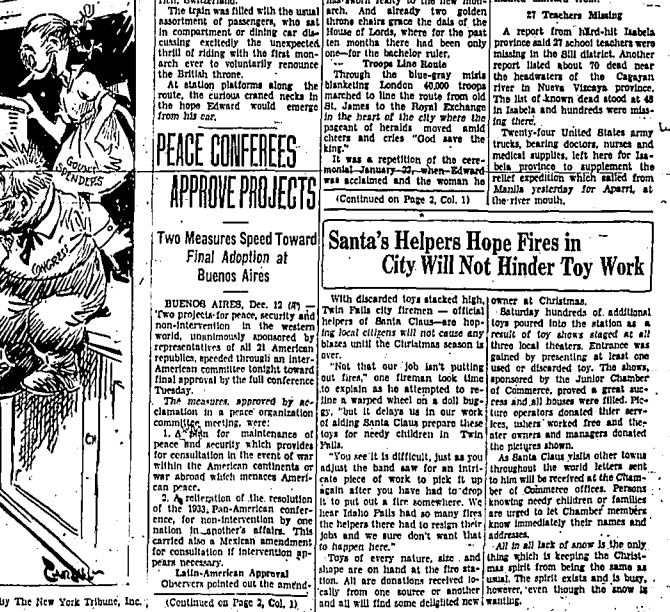 The train was filled with the usual
assortment of passengers, who sat
in compartment or dining car dis-
cussing excitedly the unexpected
thrill of riding with the first mon-
arch ever to voluntarily renounce
the British throne.
At station platforms along the
route, the curious craned necks in
the hope Edward would emerge
from his car.
PEACE CONFEREES
APPROVE PROJECTS
Two Measures Speed Toward
Final Adoption at
Buenos Aires
BUENOS AIRES, Dec. 12 (AP) —
Two projects for peace, security and
non-intervention in the western
world, unanimously sponsored by
representatives of all 21 American
republics, speeded through an inter-
American committee tonight toward
final approval by the full conference
Tuesday.
The measures, approved by ac-
clamation in a peace organization
committee meeting, were:
1. A plan for maintenance of
peace and security which provides
for consultation in the event of war
within the American continents or
war abroad which menaces Ameri-
can peace.
2. A reiteration of the resolution
of the 1933 Pan-American confer-
ence, for non-intervention by one
nation in another's affairs. This
carried also a Mexican amendment
for consultation if intervention ap-
pears necessary.
Latin-American Approval
Observers pointed out the amend-
(Continued on Page 2, Col. 1)
arch. And already two golden
throne chairs grace the dais of the
House of Lords, where for the past
ten months there had been only
one—for the bachelor ruler.
Troops Line Route
Through the blue-gray mists
blanketing London 40,000 troops
marched to line the route from old
St. James to the Royal Exchange
in the heart of the city where the
pageant of heralds moved amid
cheers and cries "God save the
king."
It was a repetition of the cere-
monial January 22, when Edward
was acclaimed and the woman he
(Continued on Page 2, Col. 1)
27 Teachers Missing
A report from hard-hit Isabela
province said 27 school teachers were
missing in the Sili district. Another
report listed about 70 dead near
the headwaters of the Cagayan
river in Nueva Vizcaya province.
The list of known dead stood at 48
in Isabela and hundreds were miss-
ing there.
Twenty-four United States army
trucks, bearing doctors, nurses and
medical supplies, left here for Isa-
bela province to supplement the
relief expedition which sailed from
Manila yesterday for Aparri, at
the river mouth.
Santa's Helpers Hope Fires in
City Will Not Hinder Toy Work
With discarded toys stacked high,
Twin Falls city firemen — official
helpers of Santa Claus—are hop-
ing local citizens will not cause any
blazes until the Christmas season is
over.
"Not that our job isn't putting
out fires," one fireman took time
to explain as he attempted to re-
line a warped wheel on a doll bug-
gy, "but it delays us in our work
of aiding Santa Claus prepare these
toys for needy children in Twin
Falls.
"You see it is difficult, just as you
adjust the band saw for an intri-
cate piece of work to pick it up
again after you have had to drop
it to put out a fire somewhere. We
hear Idaho Falls had so many fires
the helpers there had to resign their
jobs and we sure don't want that
to happen here."
Toys of every nature, size and
shape are on hand at the fire sta-
tion. All are donations received lo-
cally from one source or another
and all will find some delighted new
owner at Christmas.
Saturday hundreds of additional
toys poured into the station as a
result of toy shows staged at all
three local theaters. Entrance was
gained by presenting at least one
used or discarded toy. The shows,
sponsored by the Junior Chamber
of Commerce, proved a great suc-
cess and all houses were filled. Pic-
ture operators donated thier serv-
ices, ushers worked free and the-
ater owners and managers donated
the pictures shown.
As Santa Claus visits other towns
throughout the world letters sent
to him will be received at the Cham-
ber of Commerce offices. Persons
knowing needy children or families
are urged to let Chamber members
know immediately their names and
addresses.
All in all lack of snow is the only
thing which is keeping the Christ-
mas spirit from being the same as
usual. The spirit exists and is busy,
however, even though the snow is
wanting.
SPENDERS
CONGRESS
By The New York Tribune, Inc.